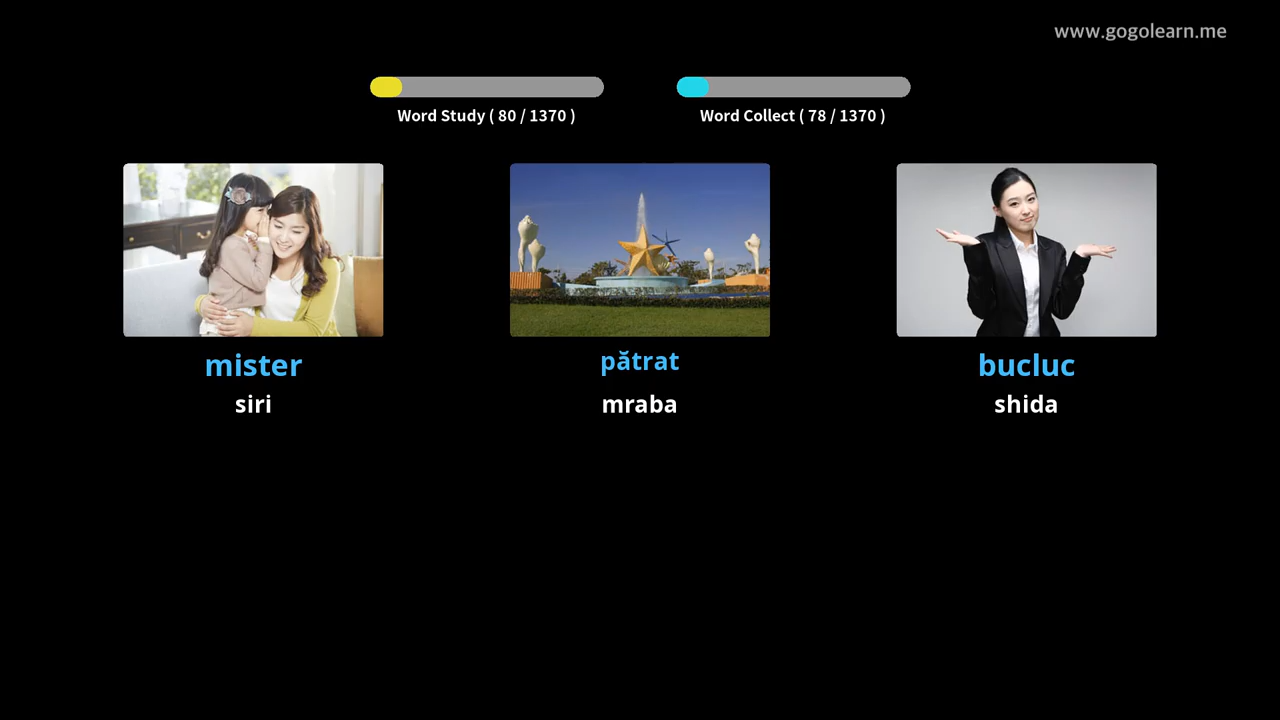 www.gogolearn.me
Word Study ( 80 / 1370 )
Word Collect ( 78 / 1370 )
mister
siri
pătrat
mraba
bucluc
shida